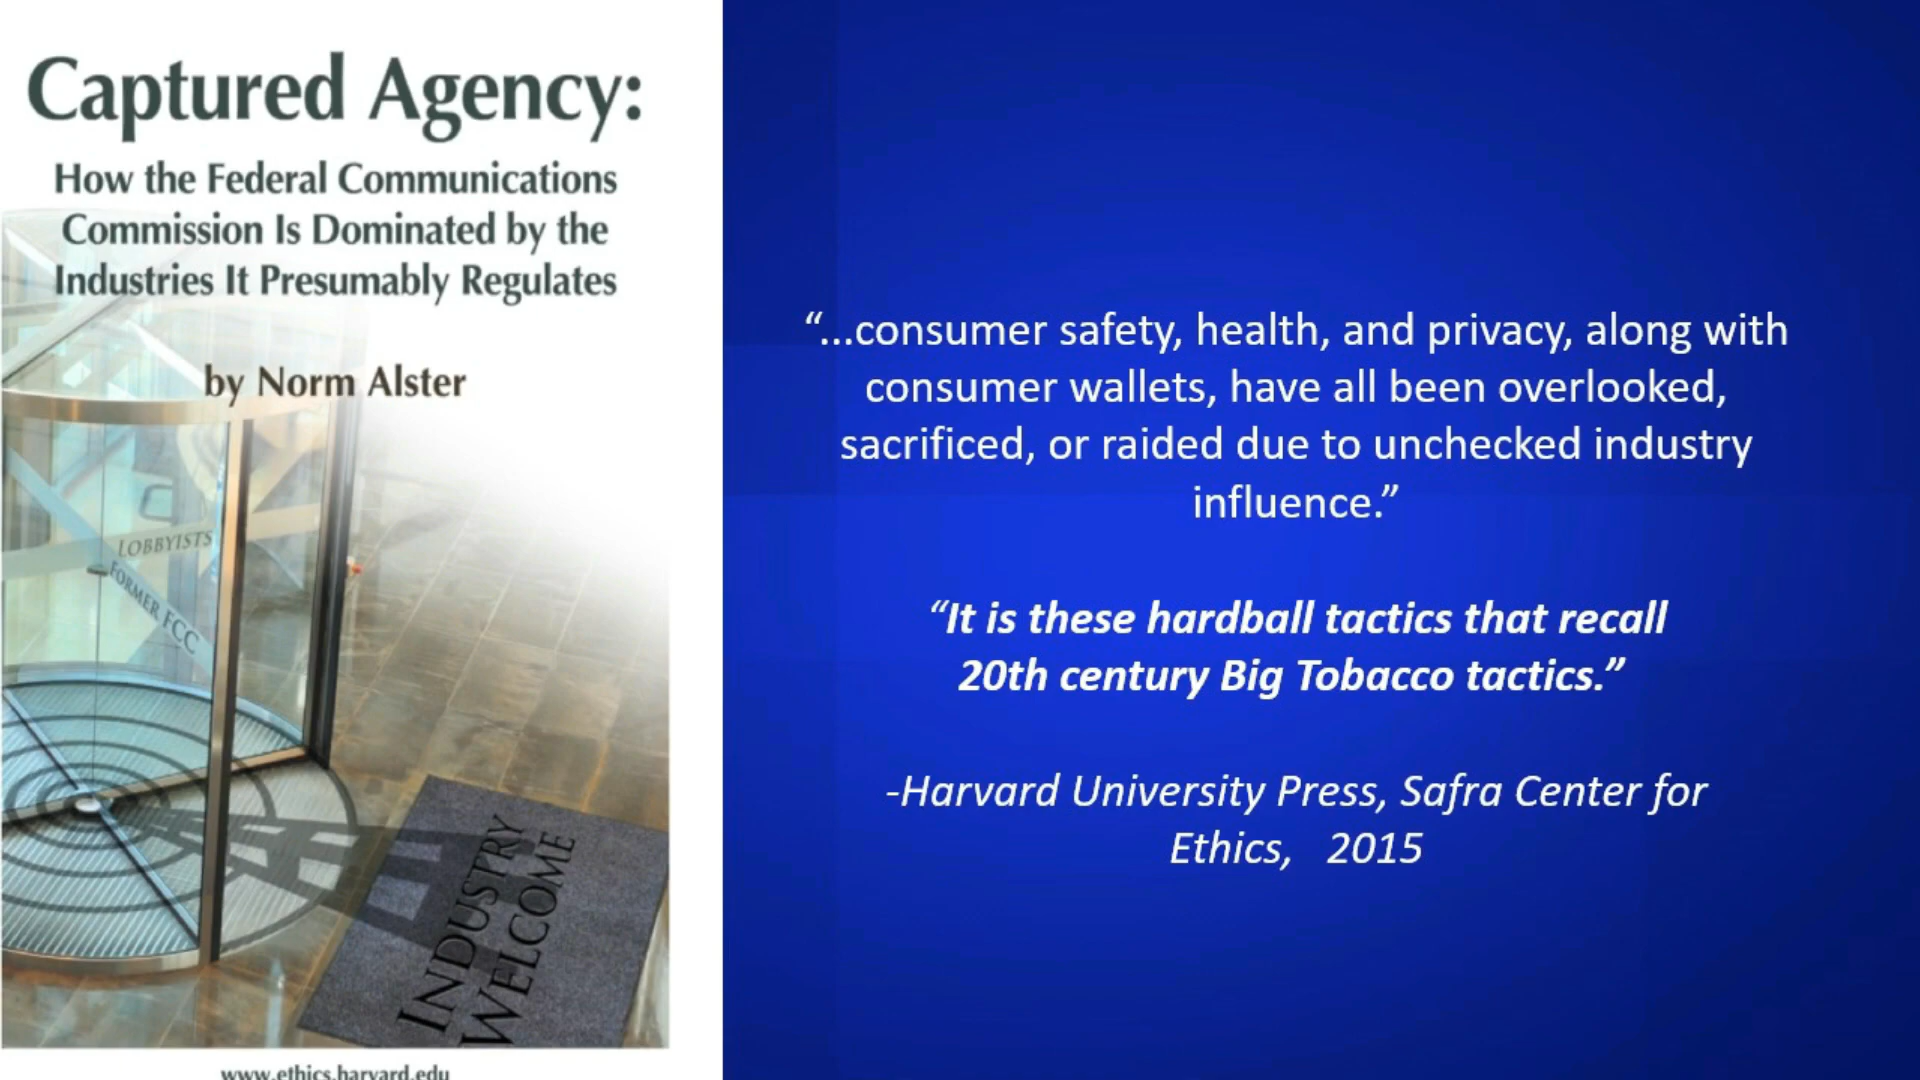 Captured Agency:
How the Federal Communications
Commission Is Dominated by the
Industries It Presumably Regulates
by Norm Alster
LOBBYISTS
FORMER FCC
INDUSTRY
WELCOME
www.ethics.harvard.edu
“...consumer safety, health, and privacy, along with
consumer wallets, have all been overlooked,
sacrificed, or raided due to unchecked industry
influence.”
“It is these hardball tactics that recall
20th century Big Tobacco tactics.”
-Harvard University Press, Safra Center for
Ethics, 2015